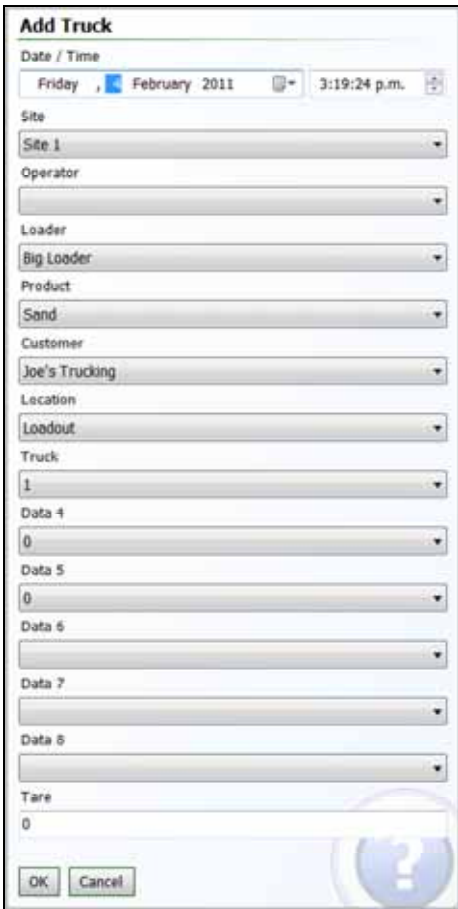 Add Truck
Date / Time
Friday , 4 February 2011 3:19:24 p.m.
Site
Site 1
Operator
Loader
Big Loader
Product
Sand
Customer
Joe's Trucking
Location
Loadout
Truck
1
Data 4
0
Data 5
0
Data 6
Data 7
Data 8
Tare
0
OK Cancel